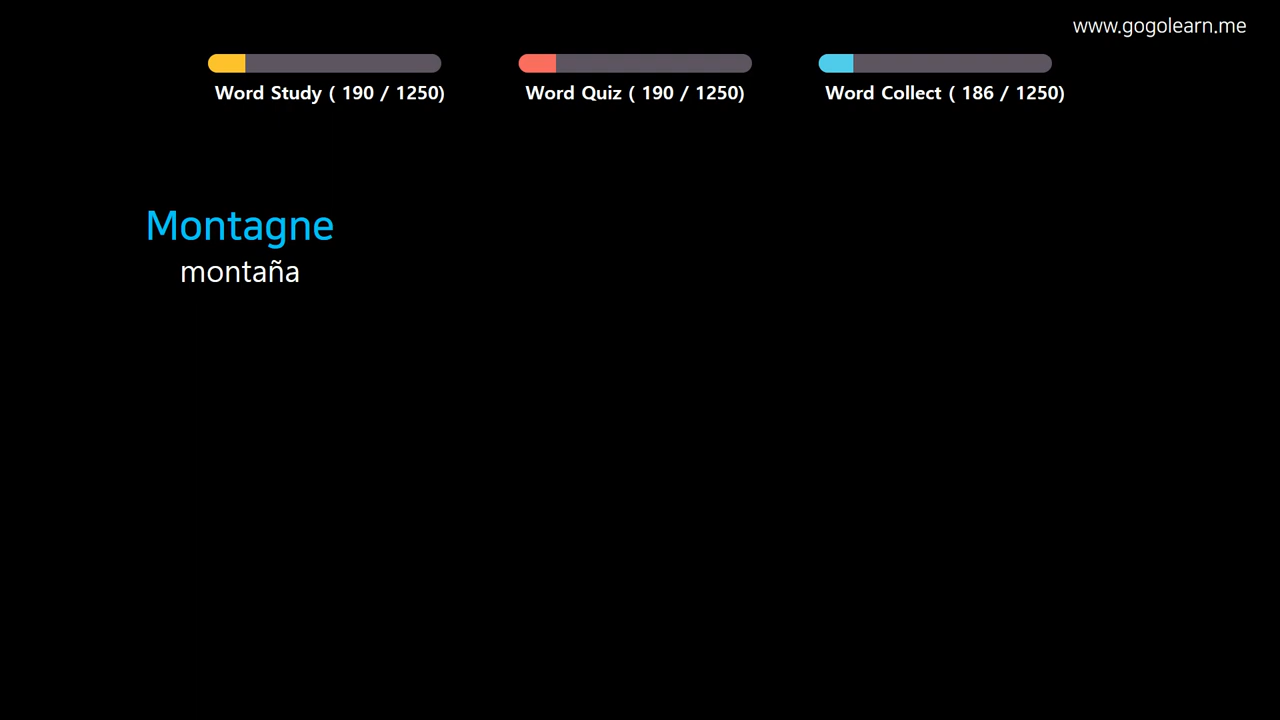 www.gogolearn.me
Word Study ( 190 / 1250)
Word Quiz ( 190 / 1250)
Word Collect ( 186 / 1250)
Montagne
montaña